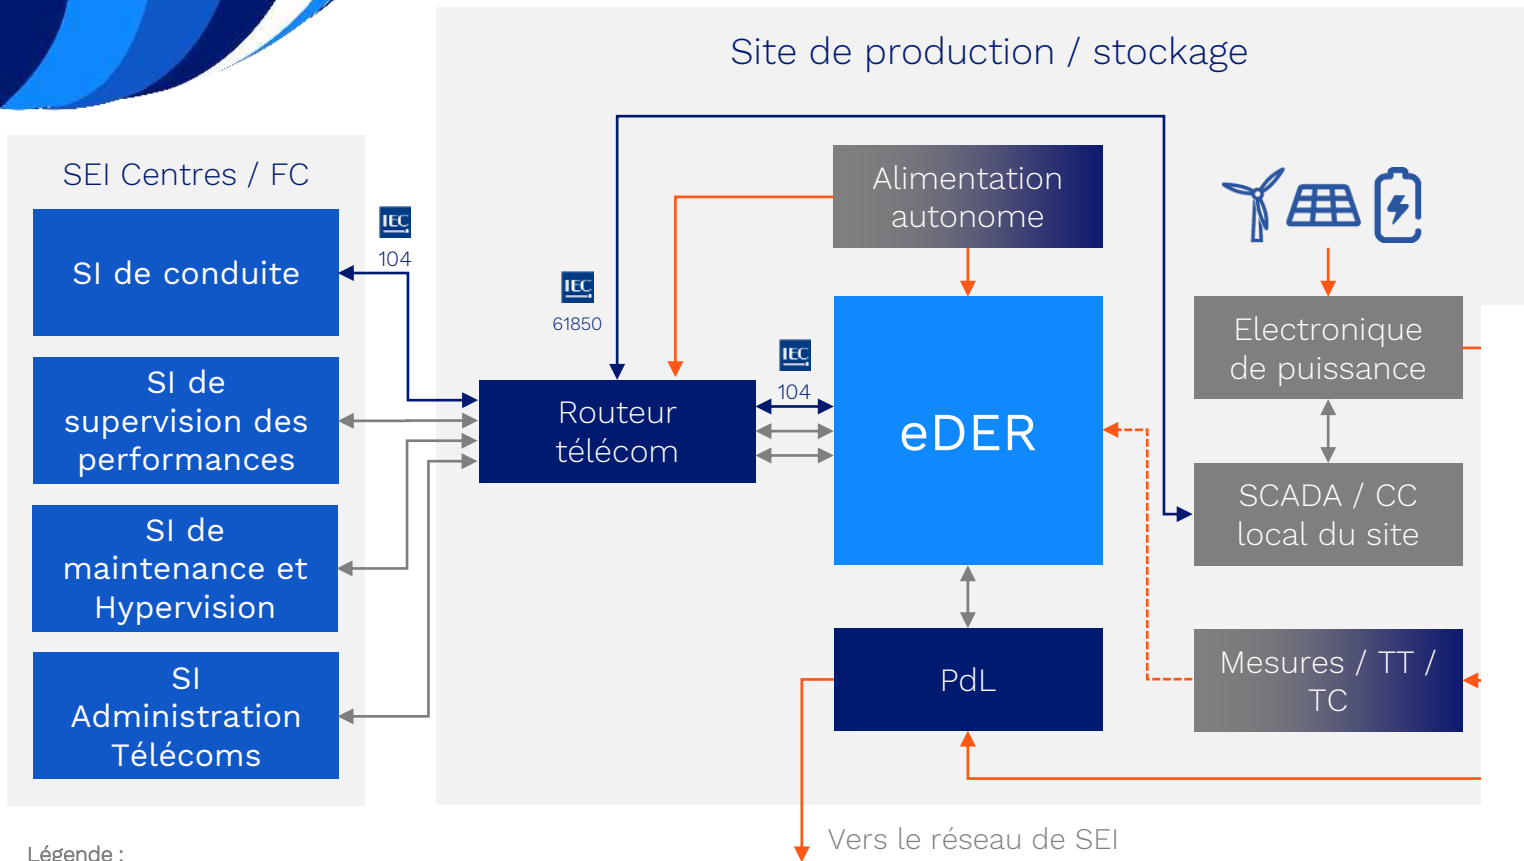 Site de production / stockage
SEI Centres / FC
SI de conduite
SI de
supervision des
performances
SI de
maintenance et
Hypervision
SI
Administration
Télécoms
IEC
104
IEC
61850
IEC
104
Alimentation
autonome
Routeur
télécom
eDER
PdL
Electronique
de puissance
SCADA / CC
local du site
Mesures / TT /
TC
Vers le réseau de SEI
Légende :